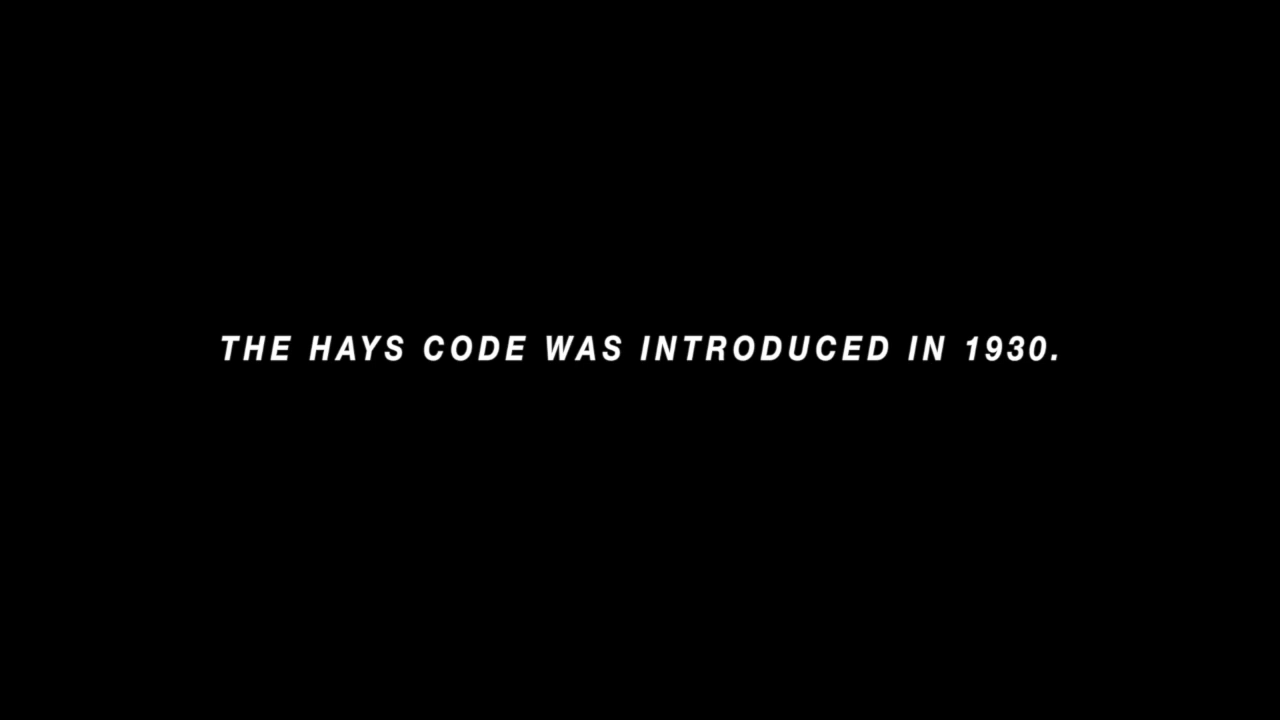 THE HAYS CODE WAS INTRODUCED IN 1930.